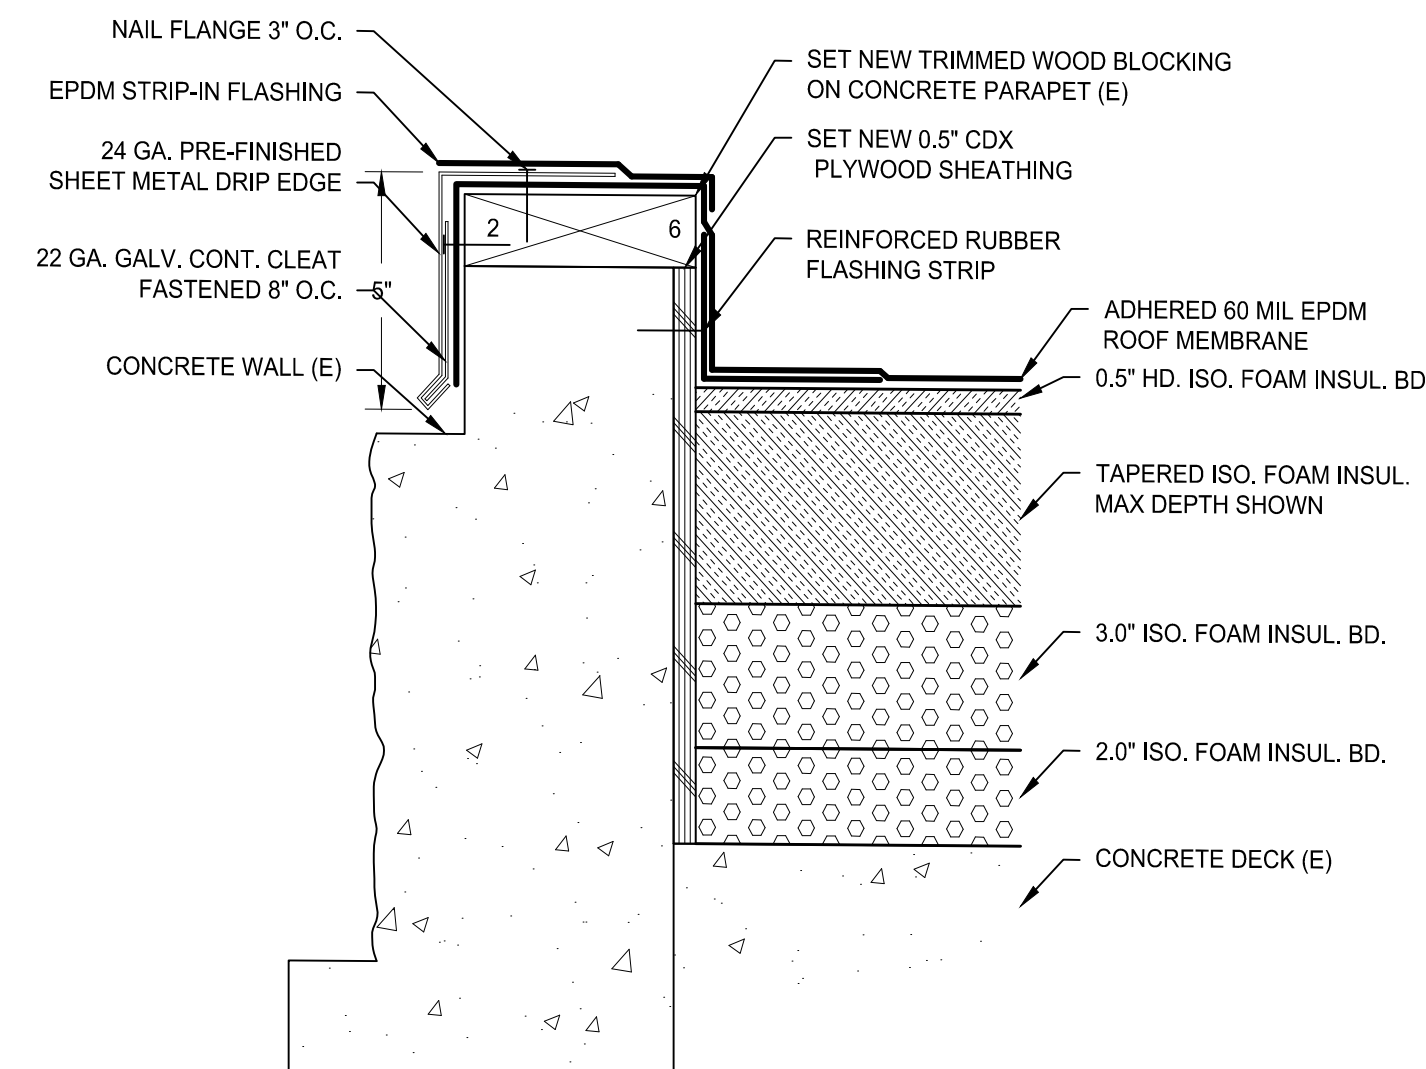 NAIL FLANGE 3" O.C.
EPDM STRIP-IN FLASHING
24 GA. PRE-FINISHED
SHEET METAL DRIP EDGE
22 GA. GALV. CONT. CLEAT
FASTENED 8" O.C.
5"
CONCRETE WALL (E)
2
6
SET NEW TRIMMED WOOD BLOCKING
ON CONCRETE PARAPET (E)
SET NEW 0.5" CDX
PLYWOOD SHEATHING
REINFORCED RUBBER
FLASHING STRIP
ADHERED 60 MIL EPDM
ROOF MEMBRANE
0.5" HD. ISO. FOAM INSUL. BD
TAPERED ISO. FOAM INSUL.
MAX DEPTH SHOWN
3.0" ISO. FOAM INSUL. BD.
2.0" ISO. FOAM INSUL. BD.
CONCRETE DECK (E)